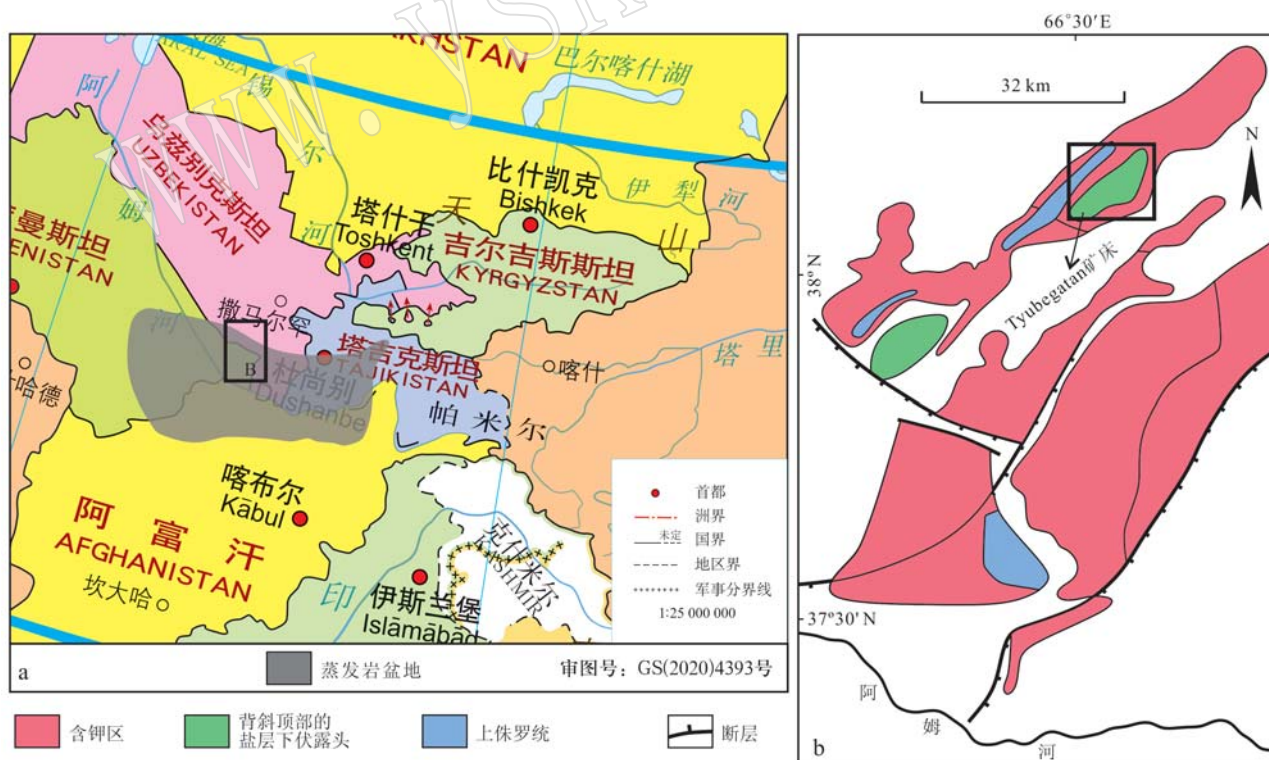 www.ysh
66°30′E
ARAL SEA
KHSTAN
巴尔喀什湖
阿
锡
尔
乌兹别克斯坦
UZBEKISTAN
比什凯克
Bishkek
伊犁河
姆
河
塔什干
Toshkent
天
山
曼斯坦
ENISTAN
吉尔吉斯斯坦
KYRGYZSTAN
撒马尔罕
河
B
塔吉克斯坦
TAJIKISTAN
喀什
塔里
杜尚别
Dushanbe
哈德
帕米尔
喀布尔
Kābul
阿富汗
AFGHANISTAN
坎大哈
克什米尔
KASHMIR
印
伊斯兰堡
Islāmābād
首都
洲界
未定
国界
地区界
军事分界线
1:25 000 000
a
蒸发岩盆地
审图号：GS(2020)4393号
含钾区
背斜顶部的
盐层下伏露头
上侏罗统
断层
32 km
N
38° N
Tyubegatan矿床
37°30′ N
阿
姆
河
b